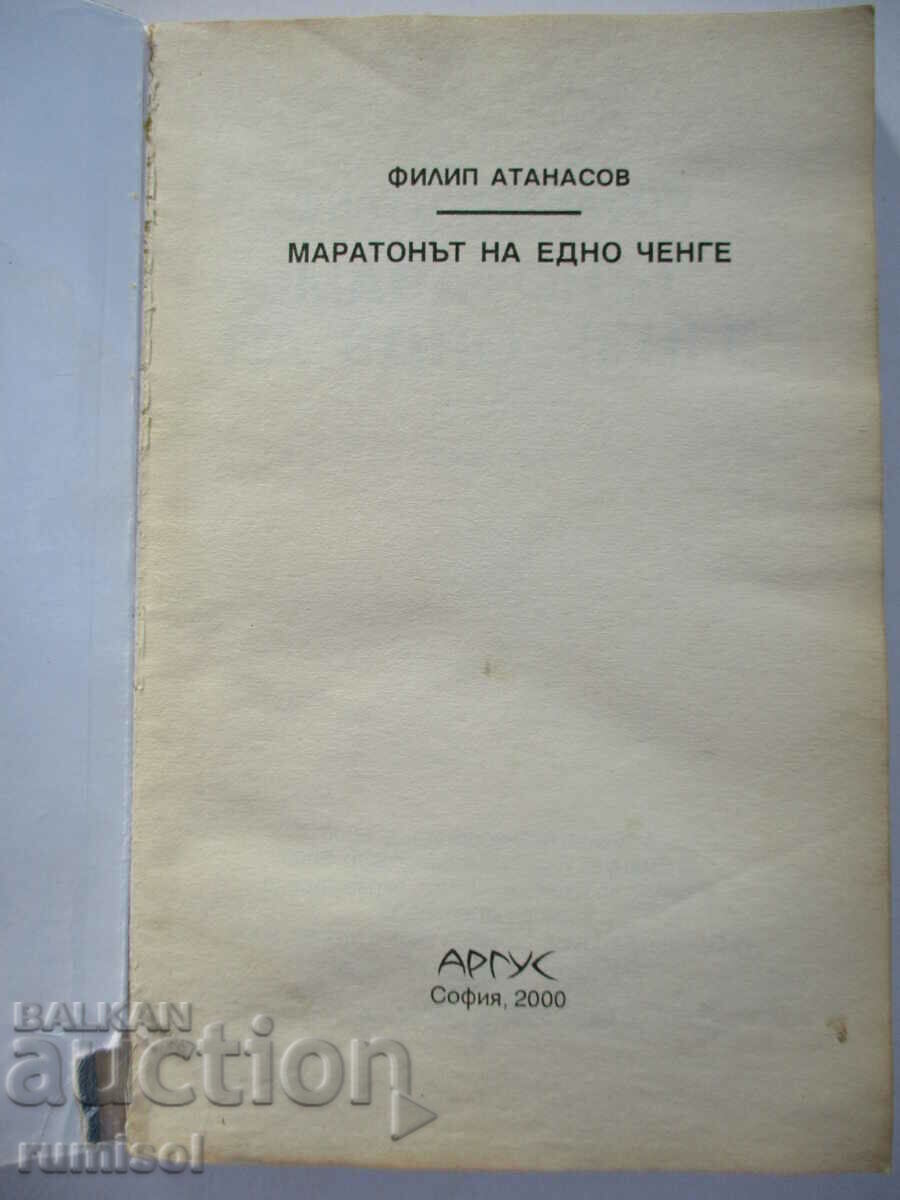 ФИЛИП АТАНАСОВ
МАРАТОНЪТ НА ЕДНО ЧЕНГЕ
АРГУС
София, 2000
BALKAN
auction
rumisol